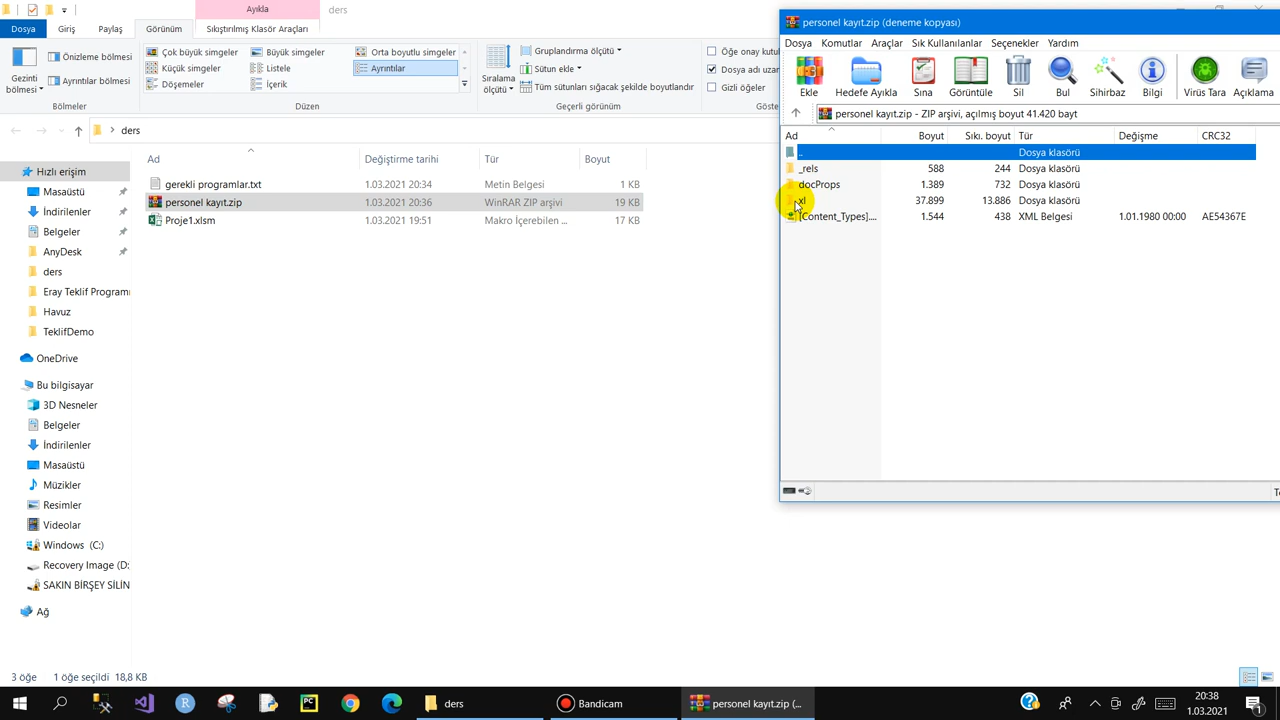 Ayıkla
ders
Dosya
Giriş
Paylaş
Görünüm
Sıkıştırılmış Klasör Araçları
Gezinti bölmesi
Önizleme bölmesi
Ayrıntılar bölmesi
Bölmeler
Çok büyük simgeler
Büyük simgeler
Orta boyutlu simgeler
Küçük simgeler
Listele
Ayrıntılar
Döşemeler
İçerik
Düzen
Sıralama ölçütü
Gruplandırma ölçütü
Sütun ekle
Tüm sütunları sığacak şekilde boyutlandır
Geçerli görünüm
Öğe onay kutul
Dosya adı uzar
Gizli öğeler
Göste
ders
Ad
Değiştirme tarihi
Tür
Boyut
gerekli programlar.txt 1.03.2021 20:34 Metin Belgesi 1 KB
personel kayıt.zip 1.03.2021 20:36 WinRAR ZIP arşivi 19 KB
Proje1.xlsm 1.03.2021 19:51 Makro İçerebilen ... 17 KB
Hızlı erişim
Masaüstü
İndirilenler
Belgeler
AnyDesk
ders
Eray Teklif Programı
Havuz
TeklifDemo
OneDrive
Bu bilgisayar
3D Nesneler
Belgeler
İndirilenler
Masaüstü
Müzikler
Resimler
Videolar
Windows (C:)
Recovery Image (D:
SAKIN BİRŞEY SİLİN
Ağ
3 öğe 1 öğe seçildi 18,8 KB
personel kayıt.zip (deneme kopyası)
Dosya Komutlar Araçlar Sık Kullanılanlar Seçenekler Yardım
Ekle
Hedefe Ayıkla
Sına
Görüntüle
Sil
Bul
Sihirbaz
Bilgi
Virüs Tara
Açıklama
personel kayıt.zip - ZIP arşivi, açılmış boyut 41.420 bayt
Ad Boyut Sıkı. boyut Tür Değişme CRC32
.. Dosya klasörü
_rels 588 244 Dosya klasörü
docProps 1.389 732 Dosya klasörü
xl 37.899 13.886 Dosya klasörü
[Content_Types].... 1.544 438 XML Belgesi 1.01.1980 00:00 AE54367E
ders
Bandicam
personel kayıt.zip (...
20:38
1.03.2021